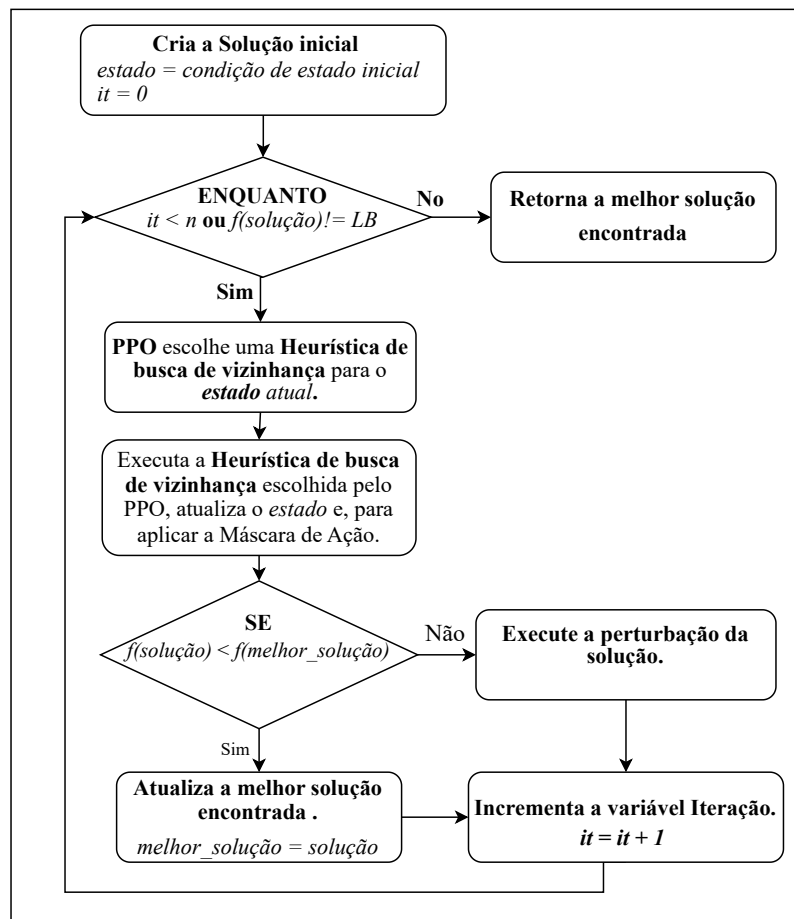 Cria a Solução inicial
estado = condição de estado inicial
it = 0
ENQUANTO
it < n ou f(solução)!= LB
No
Retorna a melhor solução
encontrada
Sim
PPO escolhe uma Heurística de
busca de vizinhança para o
estado atual.
Executa a Heurística de busca
de vizinhança escolhida pelo
PPO, atualiza o estado e, para
aplicar a Máscara de Ação.
SE
f(solução) < f(melhor_solução)
Não
Execute a perturbação da
solução.
Sim
Atualiza a melhor solução
encontrada .
melhor_solução = solução
Incrementa a variável Iteração.
it = it + 1